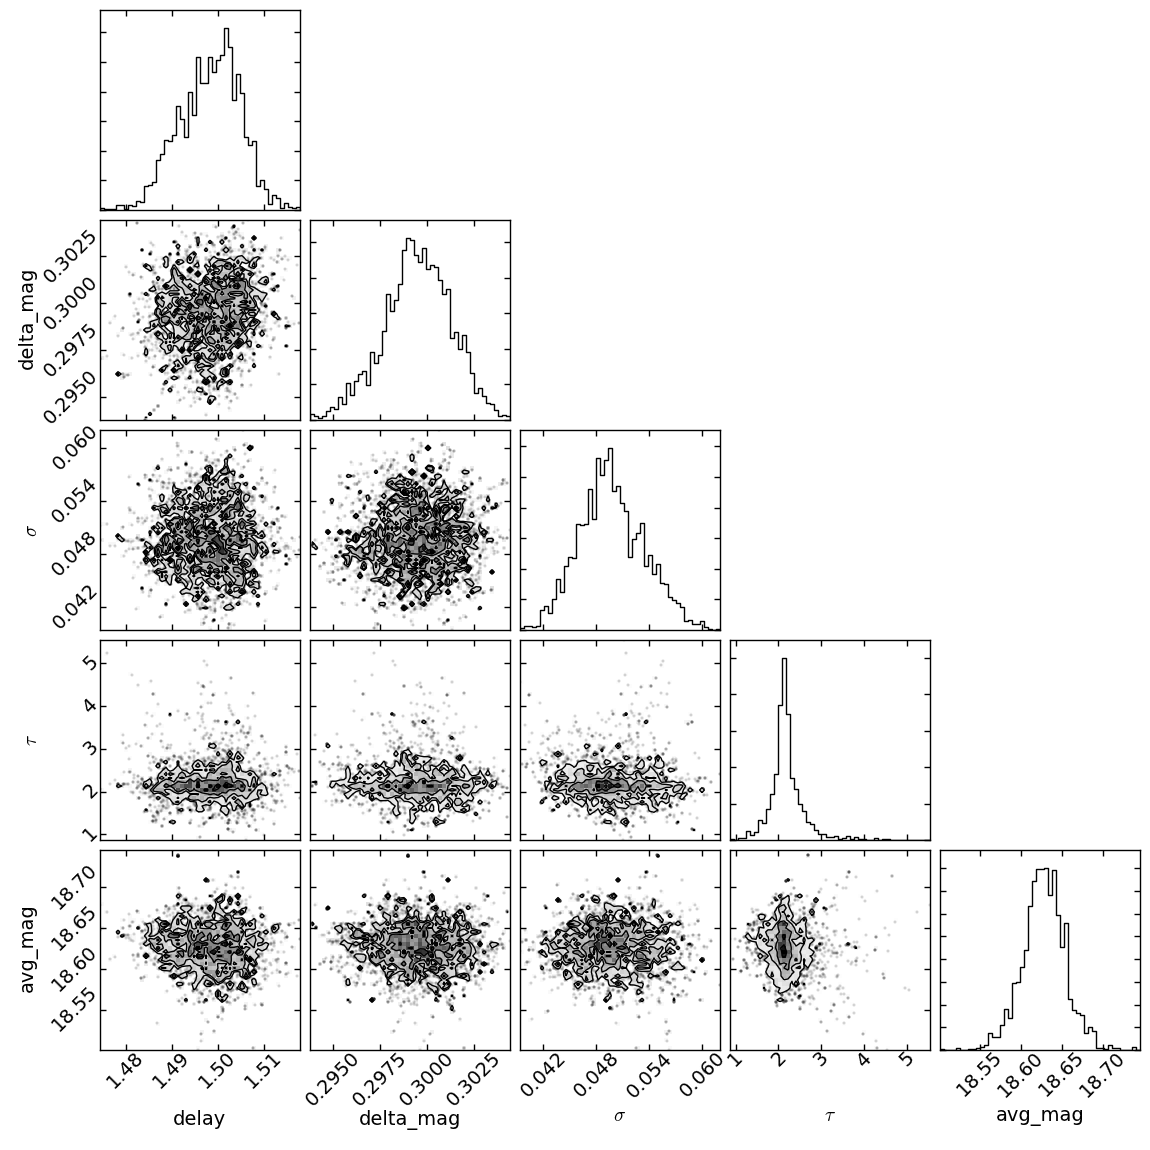 delta_mag
0.3025
0.3000
0.2975
0.2950
σ
0.060
0.054
0.048
0.042
τ
5
4
3
2
1
avg_mag
18.70
18.65
18.60
18.55
1.48 1.49 1.50 1.51
0.2950 0.2975 0.3000 0.3025
0.042 0.048 0.054 0.060
1 2 3 4 5
18.55 18.60 18.65 18.70
delay delta_mag σ τ avg_mag